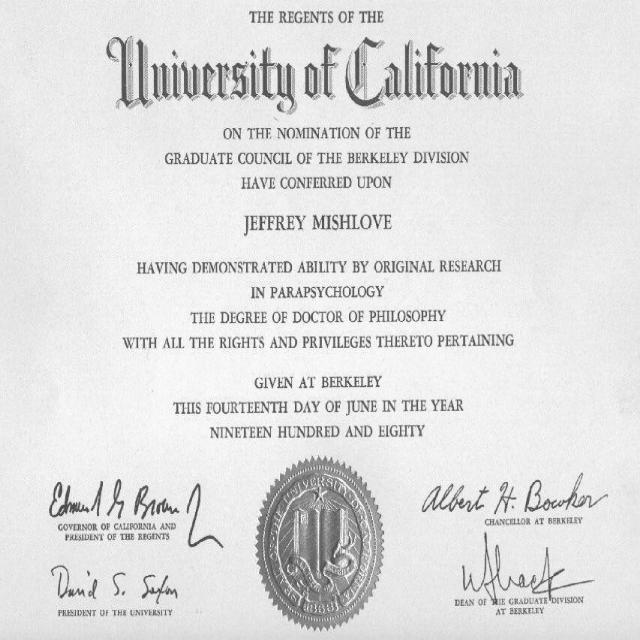 THE REGENTS OF THE
University of California
ON THE NOMINATION OF THE
GRADUATE COUNCIL OF THE BERKELEY DIVISION
HAVE CONFERRED UPON
JEFFREY MISHLOVE
HAVING DEMONSTRATED ABILITY BY ORIGINAL RESEARCH
IN PARAPSYCHOLOGY
THE DEGREE OF DOCTOR OF PHILOSOPHY
WITH ALL THE RIGHTS AND PRIVILEGES THERETO PERTAINING
GIVEN AT BERKELEY
THIS FOURTEENTH DAY OF JUNE IN THE YEAR
NINETEEN HUNDRED AND EIGHTY
Edmund G Brown
GOVERNOR OF CALIFORNIA AND
PRESIDENT OF THE REGENTS
David S. Saxon
PRESIDENT OF THE UNIVERSITY
1868
Albert H. Bowker
CHANCELLOR AT BERKELEY
DEAN OF THE GRADUATE DIVISION
AT BERKELEY